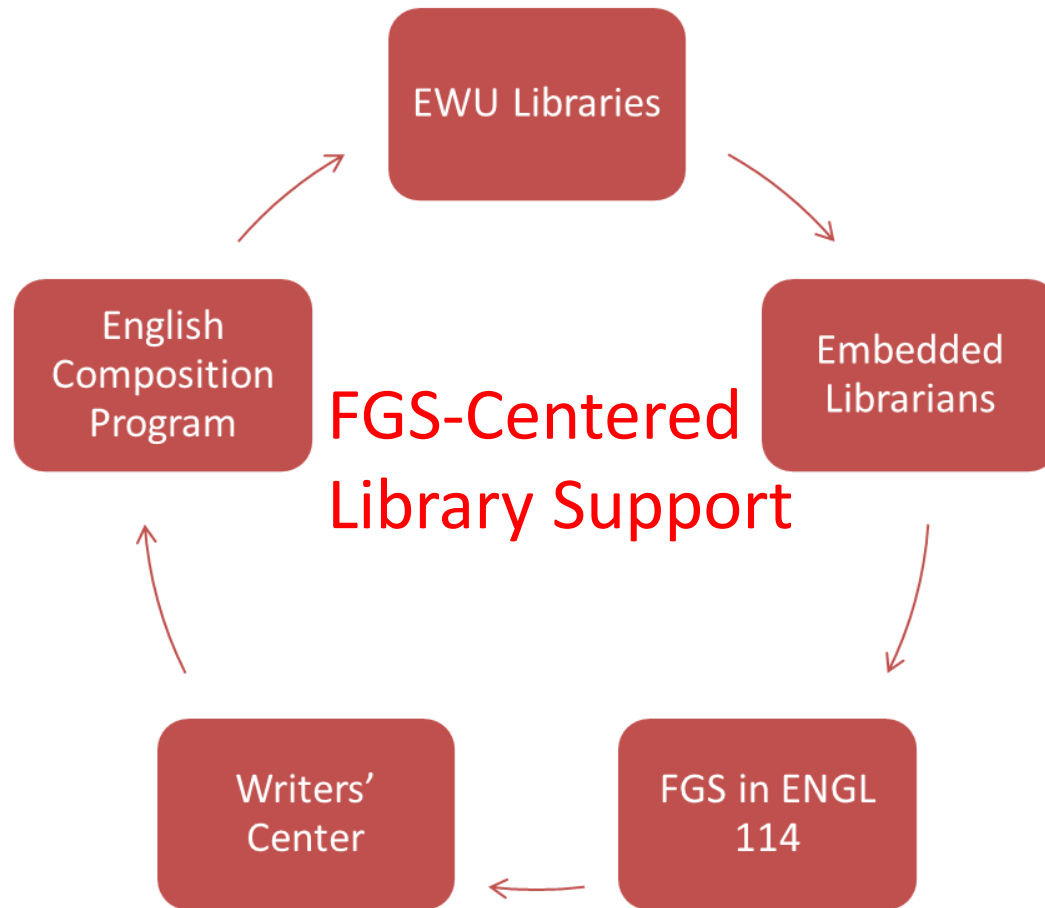 EWU Libraries
Embedded
Librarians
FGS in ENGL
114
Writers’
Center
English
Composition
Program
FGS-Centered
Library Support